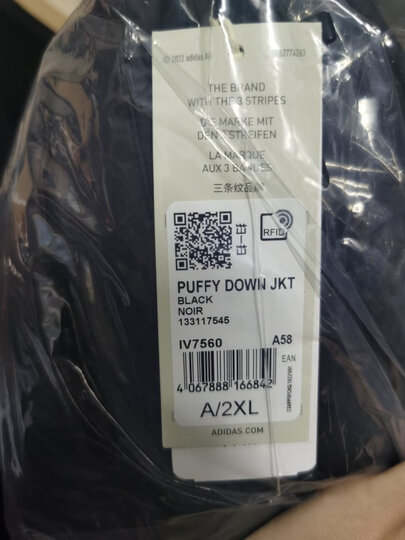 © 2022 adidas AG
THE BRAND
WITH THE 3 STRIPES
DIE MARKE MIT
DEN 3 STREIFEN
LA MARQUE
AUX 3 BANDES
三条纹品牌
RFID
PUFFY DOWN JKT
BLACK
NOIR
133117545
IV7560 A58
EAN
4 067888 166842
A/2XL
ADIDAS.COM